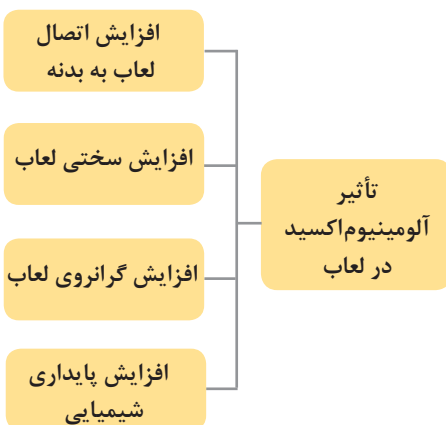 افزایش اتصال
لعاب به بدنه
افزایش سختی لعاب
تأثیر
آلومینیوم‌اکسید
در لعاب
افزایش گرانروی لعاب
افزایش پایداری
شیمیایی